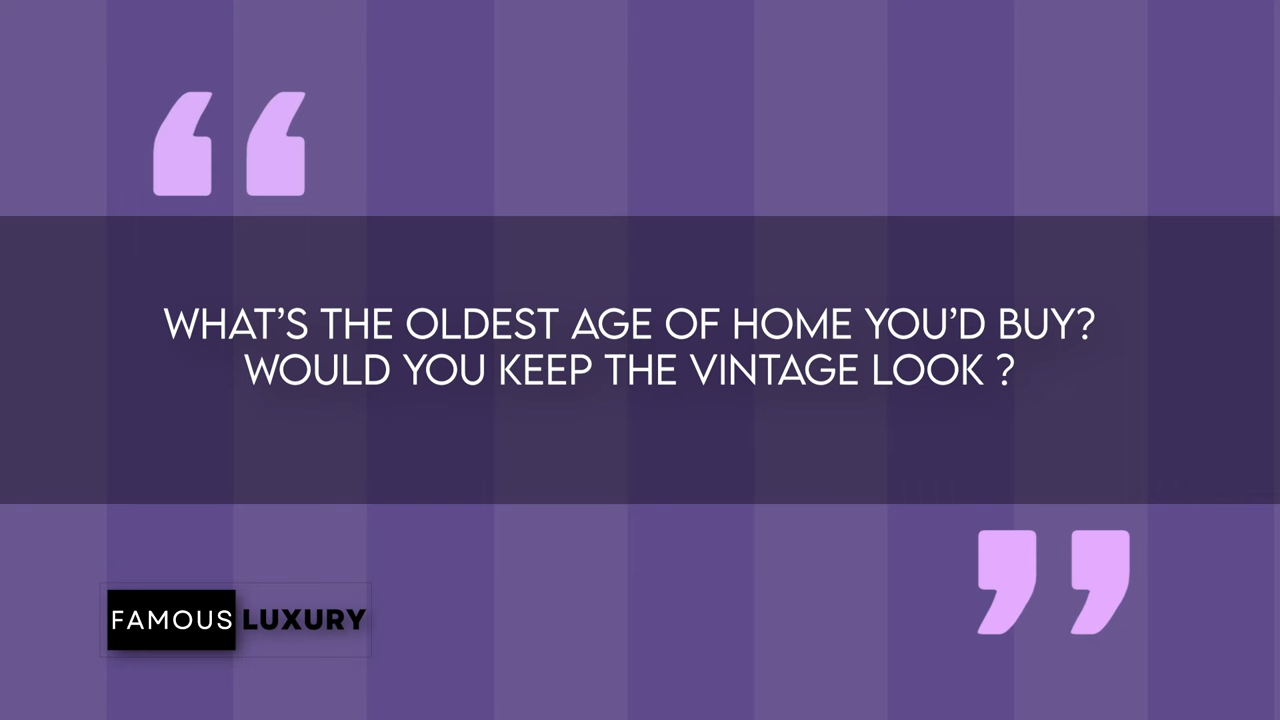 WHAT'S THE OLDEST AGE OF HOME YOU'D BUY?
WOULD YOU KEEP THE VINTAGE LOOK ?
FAMOUS LUXURY